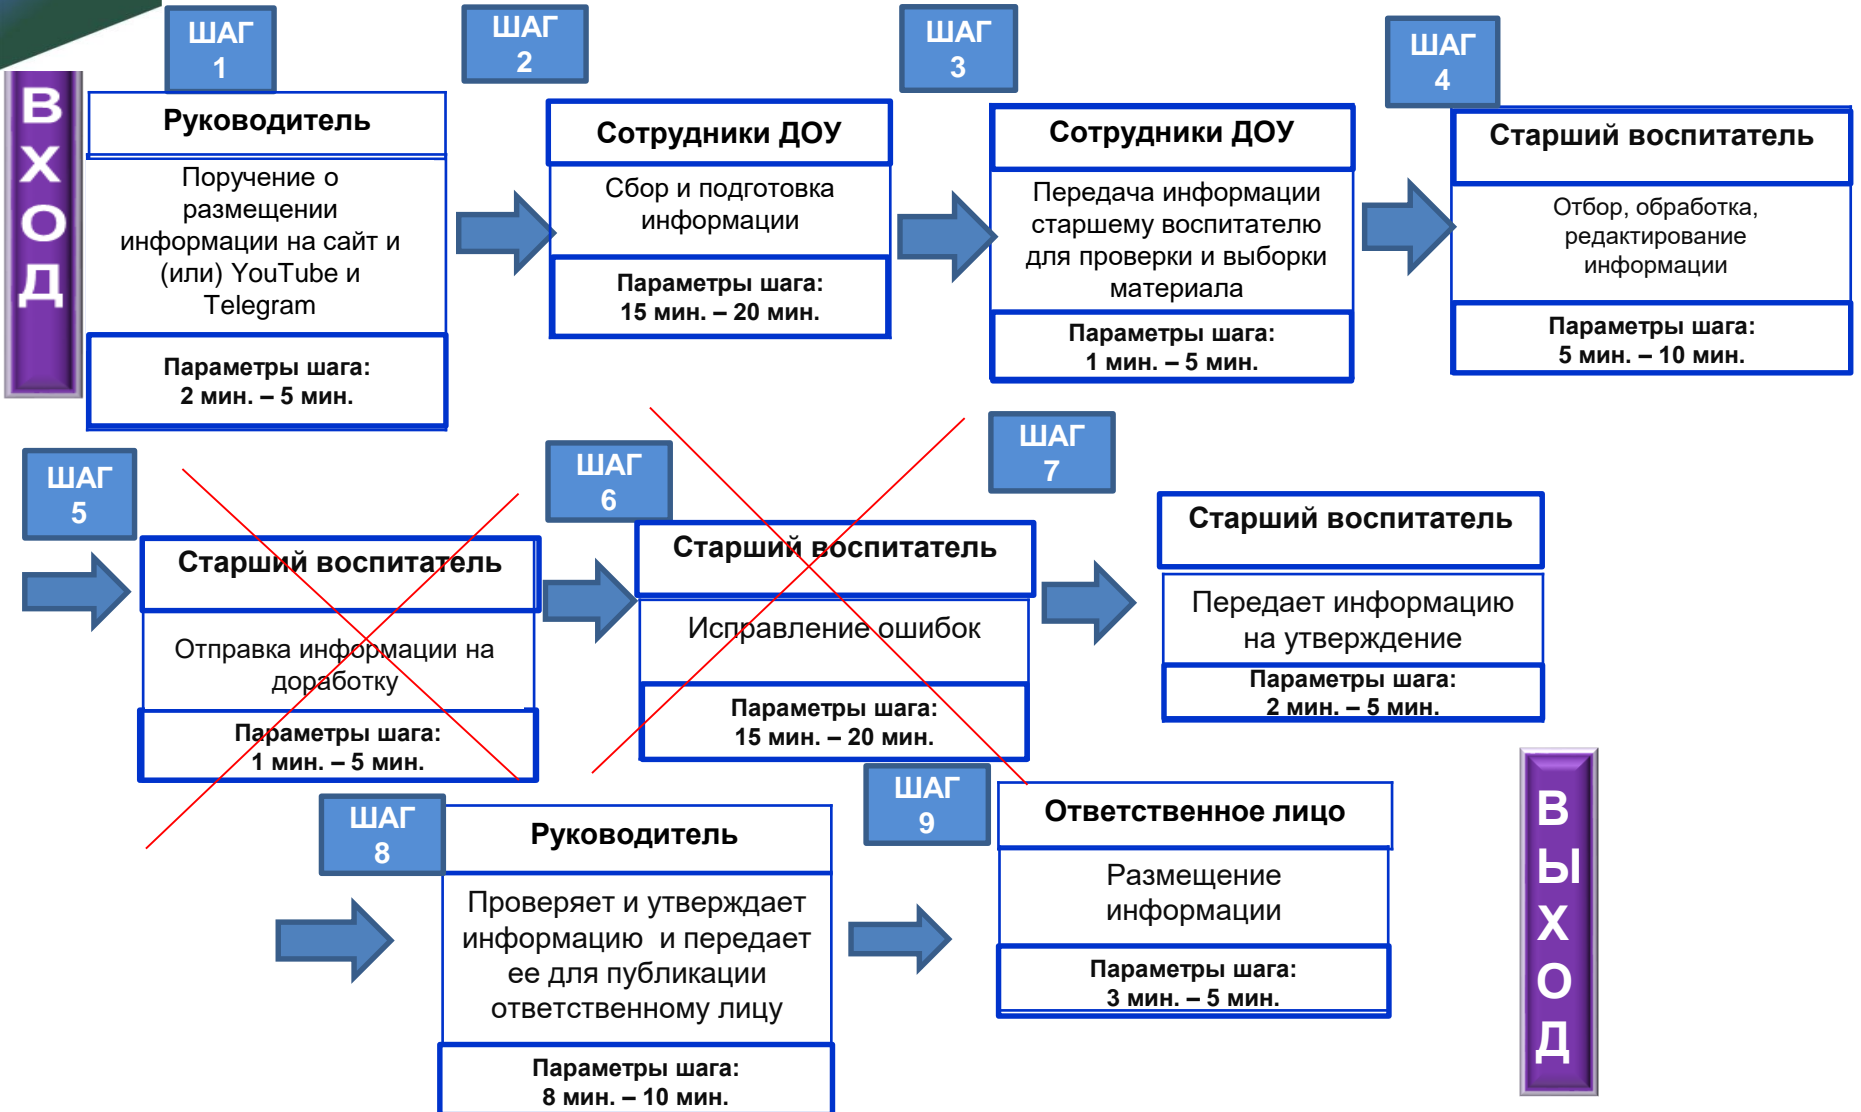 ВХОД
ШАГ
1
Руководитель
Поручение о
размещении
информации на сайт и
(или) YouTube и
Telegram
Параметры шага:
2 мин. – 5 мин.
ШАГ
2
Сотрудники ДОУ
Сбор и подготовка
информации
Параметры шага:
15 мин. – 20 мин.
ШАГ
3
Сотрудники ДОУ
Передача информации
старшему воспитателю
для проверки и выборки
материала
Параметры шага:
1 мин. – 5 мин.
ШАГ
4
Старший воспитатель
Отбор, обработка,
редактирование
информации
Параметры шага:
5 мин. – 10 мин.
ШАГ
5
Старший воспитатель
Отправка информации на
доработку
Параметры шага:
1 мин. – 5 мин.
ШАГ
6
Старший воспитатель
Исправление ошибок
Параметры шага:
15 мин. – 20 мин.
ШАГ
7
Старший воспитатель
Передает информацию
на утверждение
Параметры шага:
2 мин. – 5 мин.
ШАГ
8
Руководитель
Проверяет и утверждает
информацию и передает
ее для публикации
ответственному лицу
Параметры шага:
8 мин. – 10 мин.
ШАГ
9
Ответственное лицо
Размещение
информации
Параметры шага:
3 мин. – 5 мин.
ВЫХОД